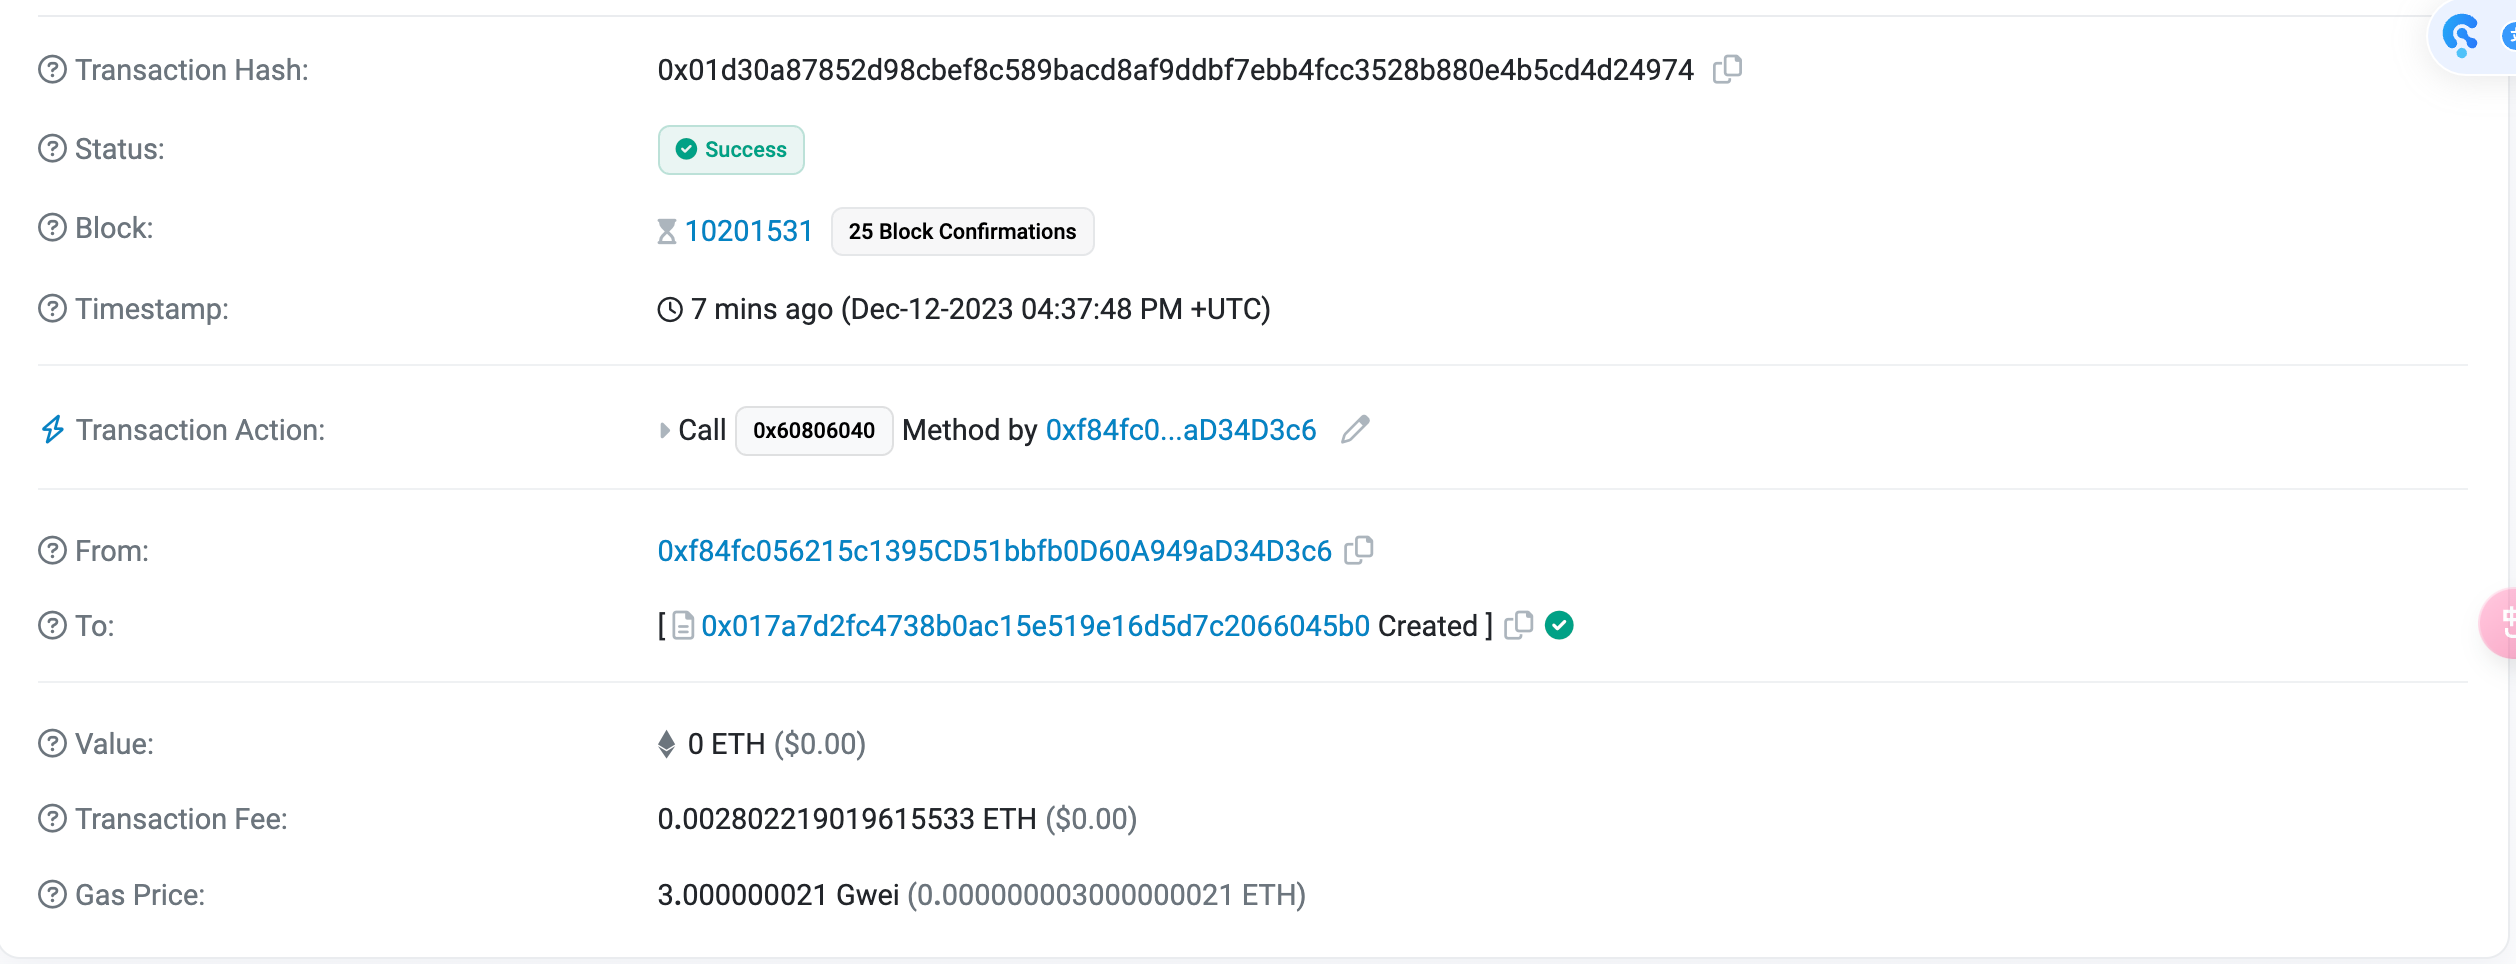 Transaction Hash: 0x01d30a87852d98cbef8c589bacd8af9ddbf7ebb4fcc3528b880e4b5cd4d24974
Status: Success
Block: 10201531 25 Block Confirmations
Timestamp: 7 mins ago (Dec-12-2023 04:37:48 PM +UTC)
Transaction Action: Call 0x60806040 Method by 0xf84fc0...aD34D3c6
From: 0xf84fc056215c1395CD51bbfb0D60A949aD34D3c6
To: [ 0x017a7d2fc4738b0ac15e519e16d5d7c2066045b0 Created ]
Value: 0 ETH ($0.00)
Transaction Fee: 0.002802219019615533 ETH ($0.00)
Gas Price: 3.000000021 Gwei (0.000000003000000021 ETH)